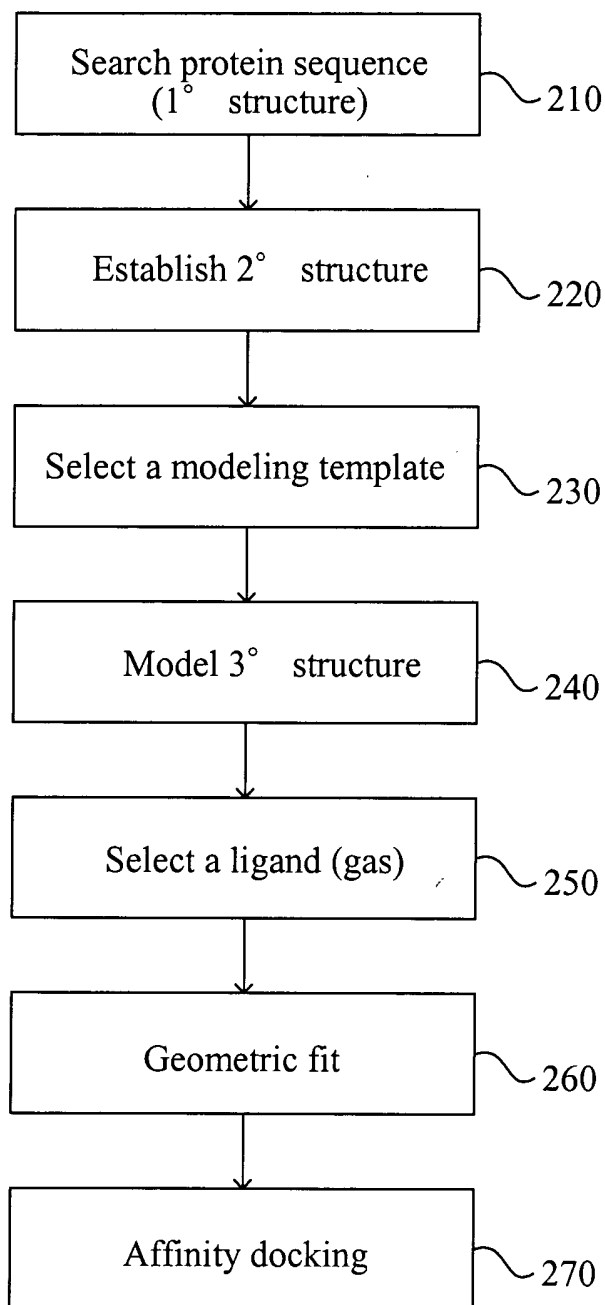 Search protein sequence
(1° structure)
210
Establish 2° structure
220
Select a modeling template
230
Model 3° structure
240
Select a ligand (gas)
250
Geometric fit
260
Affinity docking
270